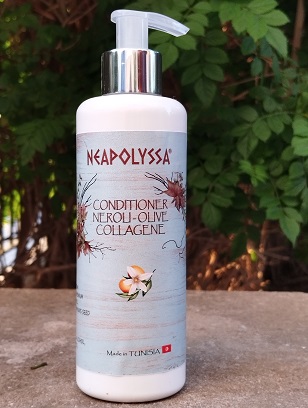 NEAPOLYSSA®
CONDITIONER
NEROLI-OLIVE
COLLAGENE
Made in TUNISIA